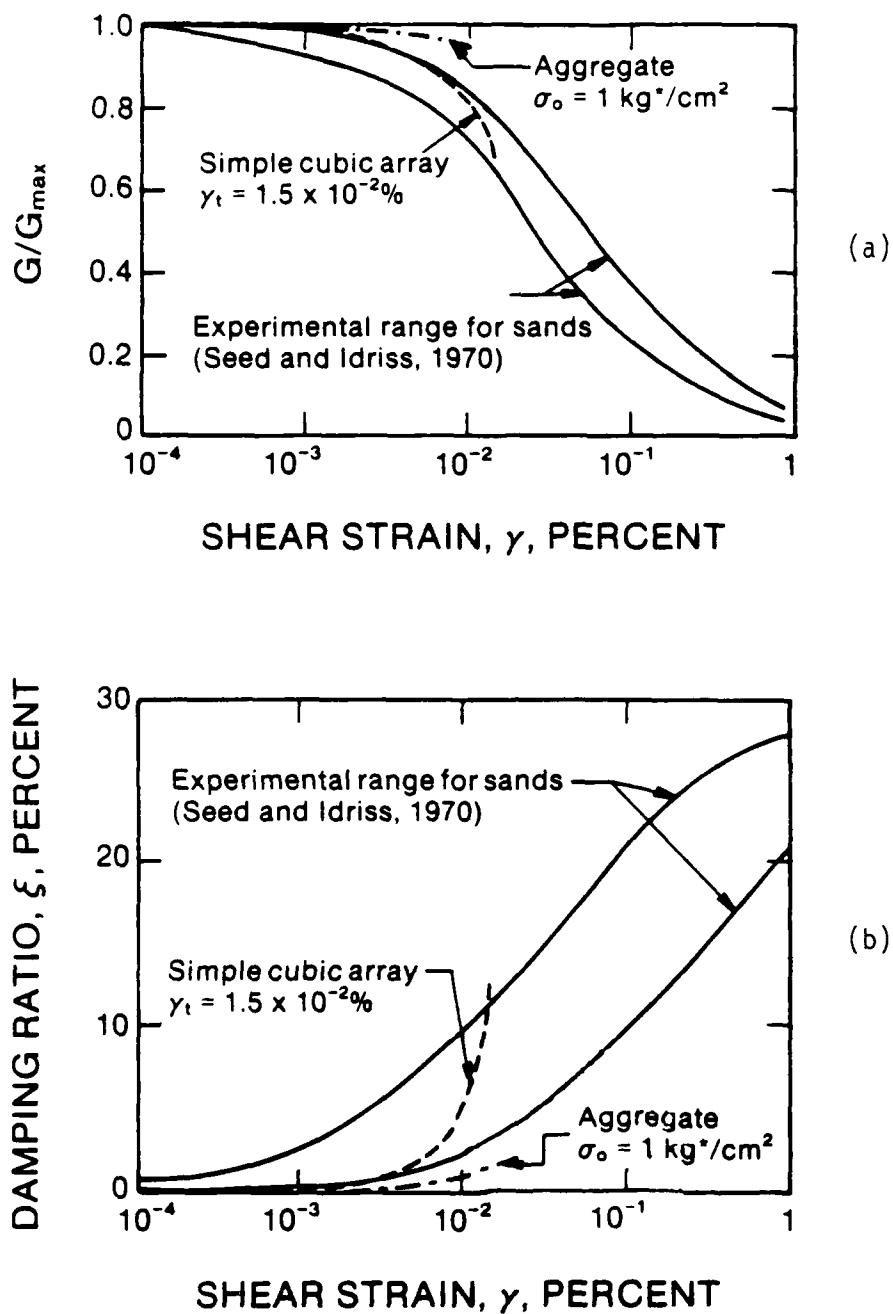 1.0
0.8
0.6
0.4
0.2
0
G/Gmax
Aggregate
σₒ = 1 kg*/cm²
Simple cubic array
γₜ = 1.5 x 10⁻²%
Experimental range for sands
(Seed and Idriss, 1970)
(a)
10⁻⁴ 10⁻³ 10⁻² 10⁻¹ 1
SHEAR STRAIN, γ, PERCENT
30
20
10
0
DAMPING RATIO, ξ, PERCENT
Experimental range for sands
(Seed and Idriss, 1970)
Simple cubic array
γₜ = 1.5 x 10⁻²%
Aggregate
σₒ = 1 kg*/cm²
(b)
10⁻⁴ 10⁻³ 10⁻² 10⁻¹ 1
SHEAR STRAIN, γ, PERCENT